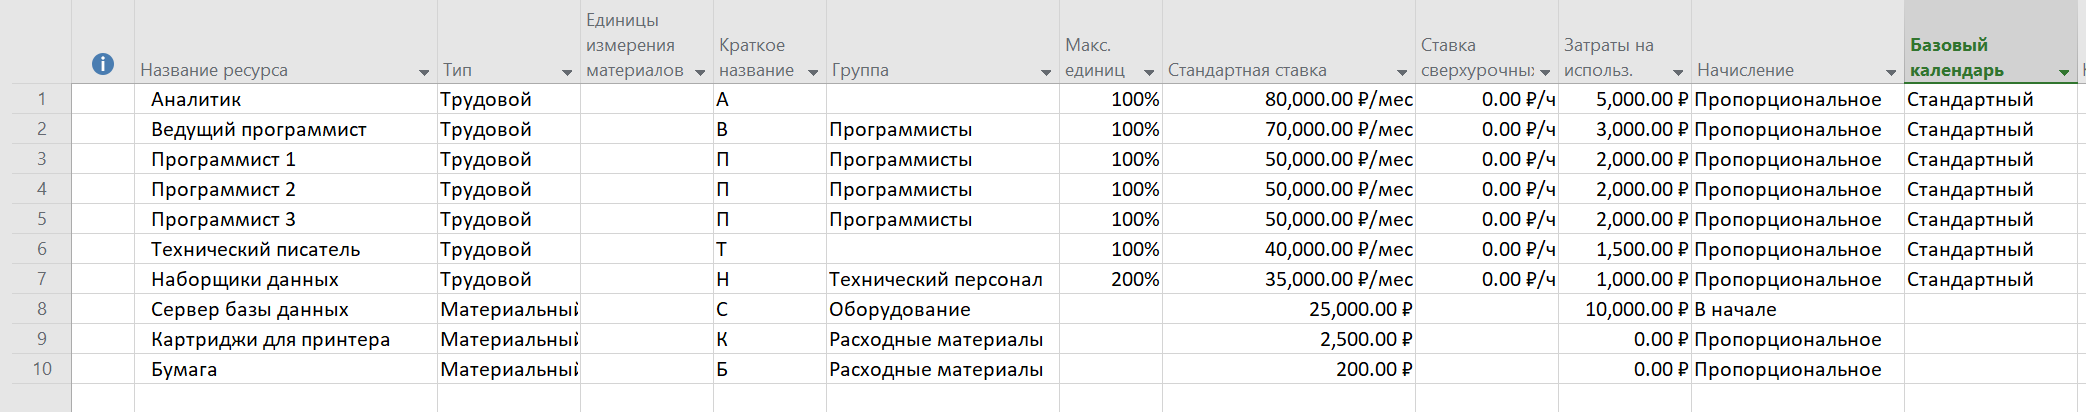 Название ресурса Тип Единицы измерения материалов Краткое название Группа Макс. единиц Стандартная ставка Ставка сверхурочны Затраты на использ. Начисление Базовый календарь
1 Аналитик Трудовой А 100% 80,000.00 ₽/мес 0.00 ₽/ч 5,000.00 ₽ Пропорциональное Стандартный
2 Ведущий программист Трудовой В Программисты 100% 70,000.00 ₽/мес 0.00 ₽/ч 3,000.00 ₽ Пропорциональное Стандартный
3 Программист 1 Трудовой П Программисты 100% 50,000.00 ₽/мес 0.00 ₽/ч 2,000.00 ₽ Пропорциональное Стандартный
4 Программист 2 Трудовой П Программисты 100% 50,000.00 ₽/мес 0.00 ₽/ч 2,000.00 ₽ Пропорциональное Стандартный
5 Программист 3 Трудовой П Программисты 100% 50,000.00 ₽/мес 0.00 ₽/ч 2,000.00 ₽ Пропорциональное Стандартный
6 Технический писатель Трудовой Т 100% 40,000.00 ₽/мес 0.00 ₽/ч 1,500.00 ₽ Пропорциональное Стандартный
7 Наборщики данных Трудовой Н Технический персонал 200% 35,000.00 ₽/мес 0.00 ₽/ч 1,000.00 ₽ Пропорциональное Стандартный
8 Сервер базы данных Материальный С Оборудование 25,000.00 ₽ 10,000.00 ₽ В начале
9 Картриджи для принтера Материальный К Расходные материалы 2,500.00 ₽ 0.00 ₽ Пропорциональное
10 Бумага Материальный Б Расходные материалы 200.00 ₽ 0.00 ₽ Пропорциональное